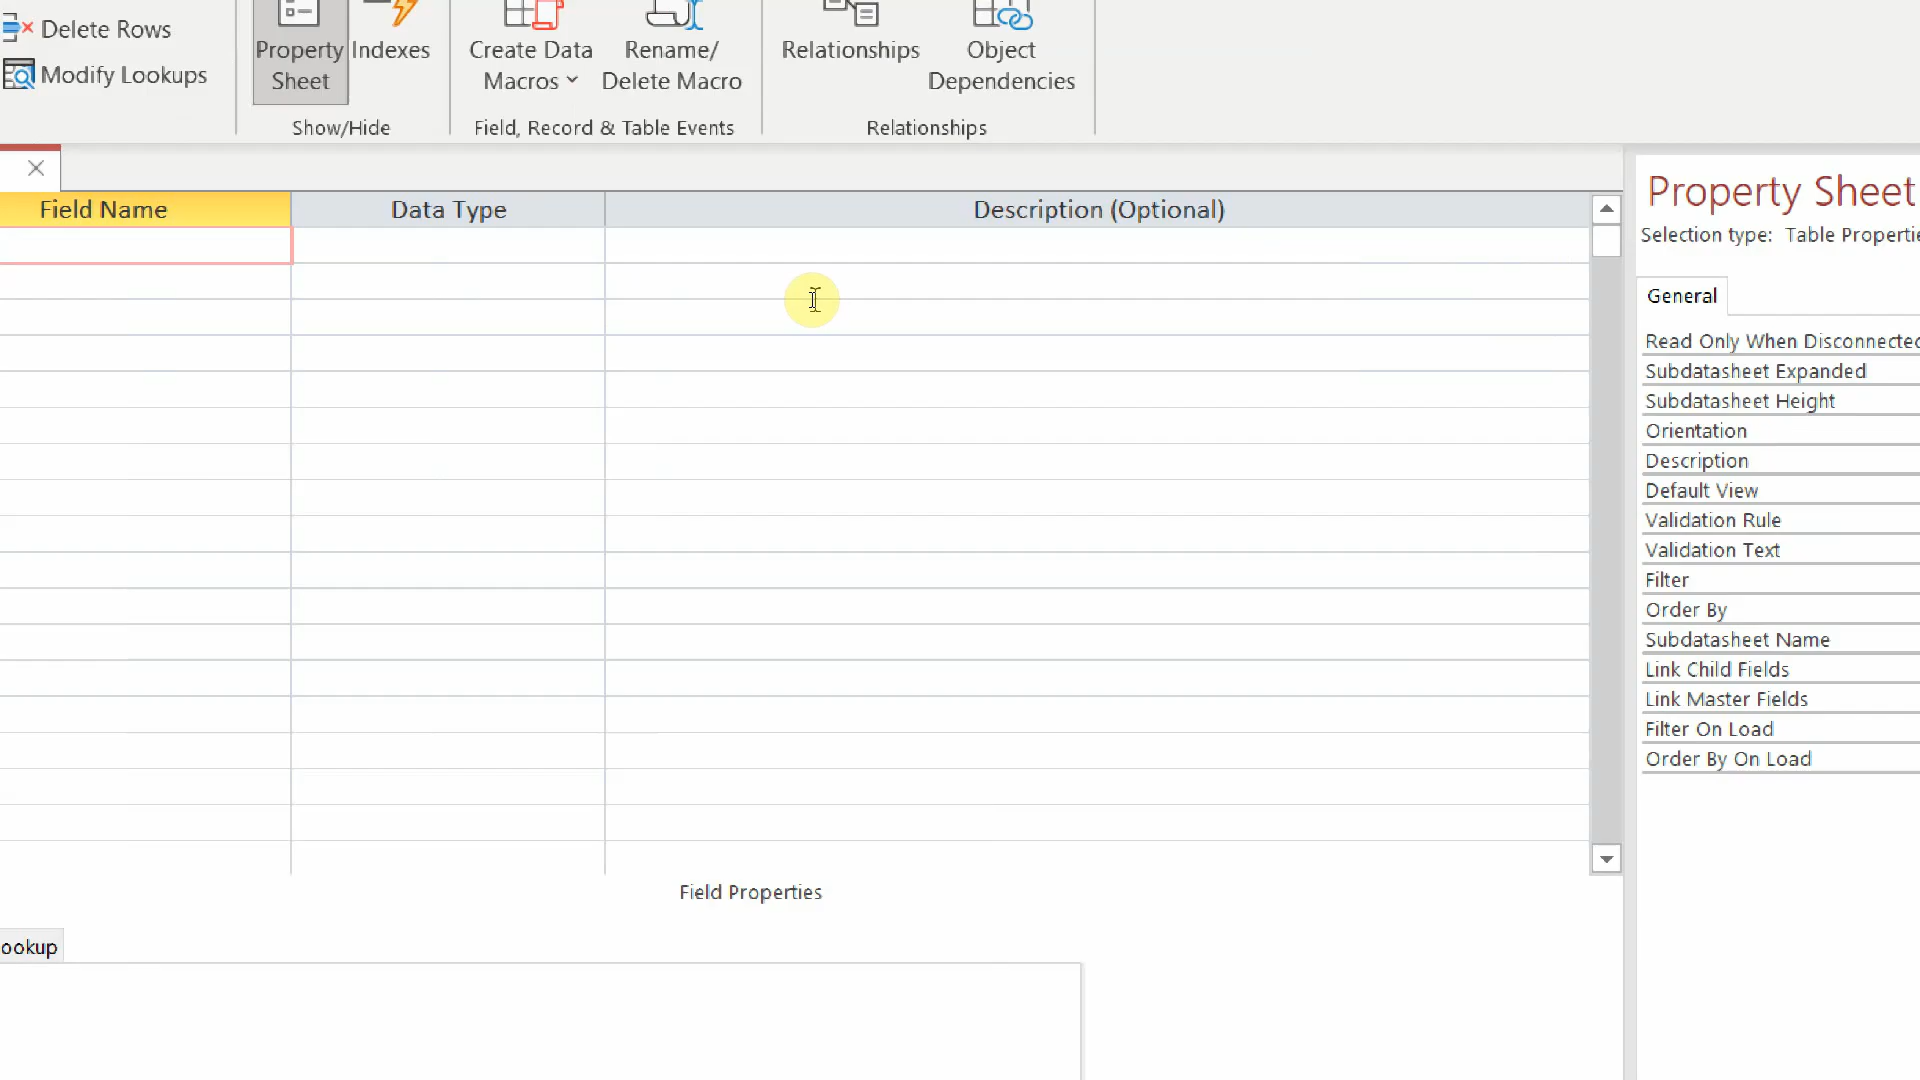 Delete Rows
Modify Lookups
Property Sheet
Indexes
Show/Hide
Create Data Macros
Rename/ Delete Macro
Field, Record & Table Events
Relationships
Object Dependencies
Relationships
Field Name
Data Type
Description (Optional)
Field Properties
ookup
Property Sheet
Selection type: Table Propertie
General
Read Only When Disconnected
Subdatasheet Expanded
Subdatasheet Height
Orientation
Description
Default View
Validation Rule
Validation Text
Filter
Order By
Subdatasheet Name
Link Child Fields
Link Master Fields
Filter On Load
Order By On Load